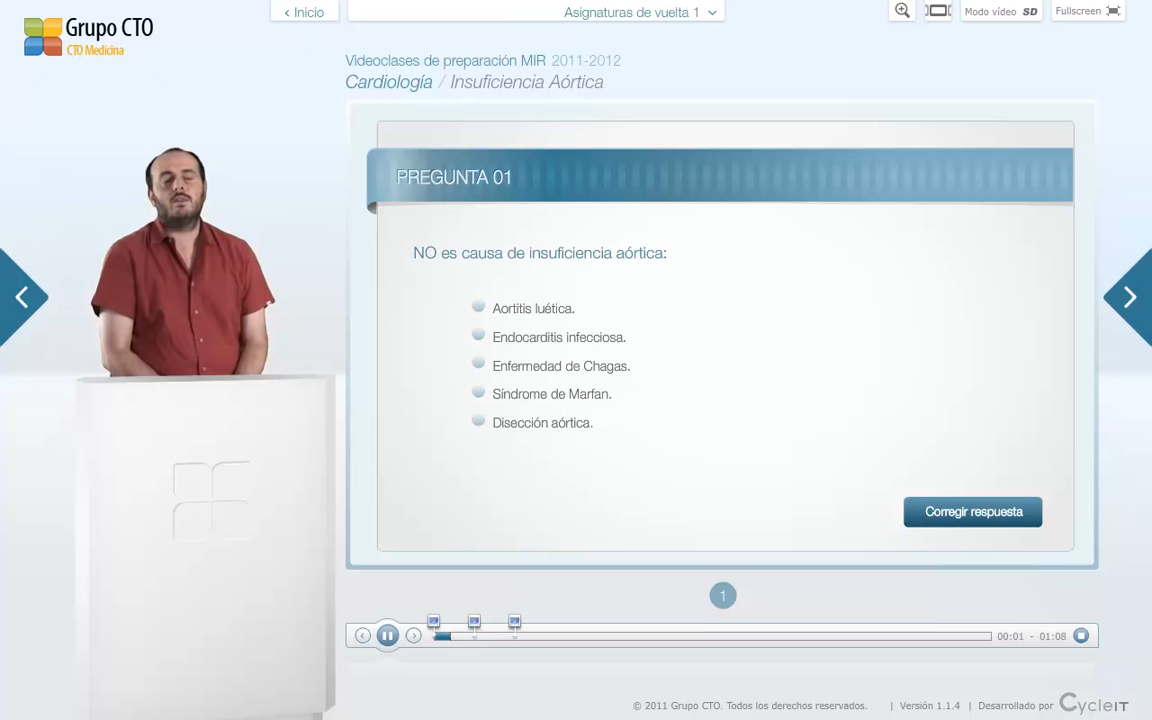 Grupo CTO
CTO Medicina
‹ Inicio
Asignaturas de vuelta 1
Modo vídeo SD
Fullscreen
Videoclases de preparación MIR 2011-2012
Cardiología / Insuficiencia Aórtica
PREGUNTA 01
NO es causa de insuficiencia aórtica:
Aortitis luética.
Endocarditis infecciosa.
Enfermedad de Chagas.
Síndrome de Marfan.
Disección aórtica.
Corregir respuesta
1
00:01 - 01:08
© 2011 Grupo CTO. Todos los derechos reservados. | Versión 1.1.4 | Desarrollado por CycleIT